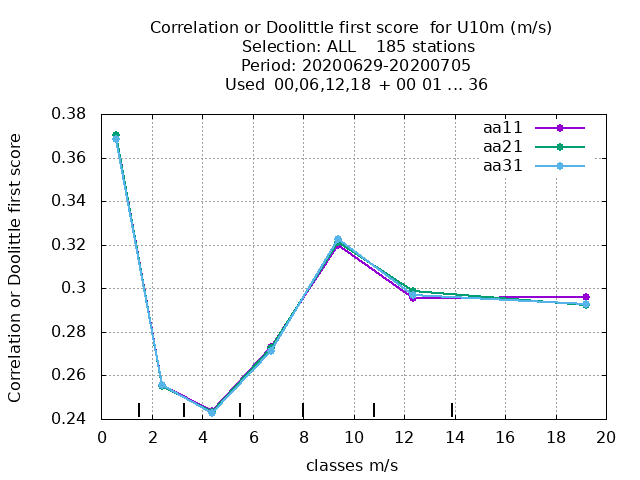 Correlation or Doolittle first score  for U10m (m/s)
Selection: ALL    185 stations
Period: 20200629-20200705
Used  00,06,12,18  + 00 01 ... 36
Correlation or Doolittle first score
0.38
0.36
0.34
0.32
0.3
0.28
0.26
0.24
aa11
aa21
aa31
0 2 4 6 8 10 12 14 16 18 20
classes m/s